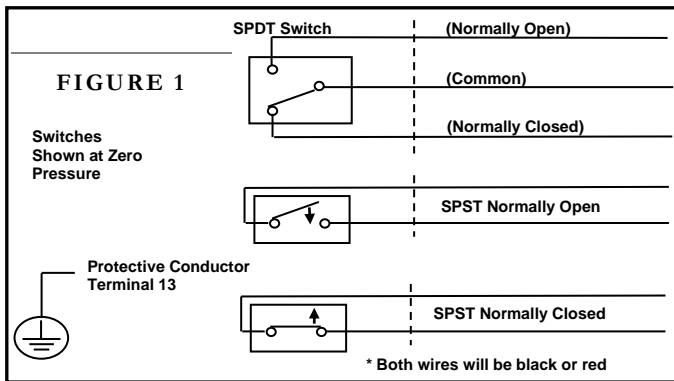 SPDT Switch
(Normally Open)
FIGURE 1
(Common)
(Normally Closed)
Switches
Shown at Zero
Pressure
SPST Normally Open
Protective Conductor
Terminal 13
SPST Normally Closed
* Both wires will be black or red